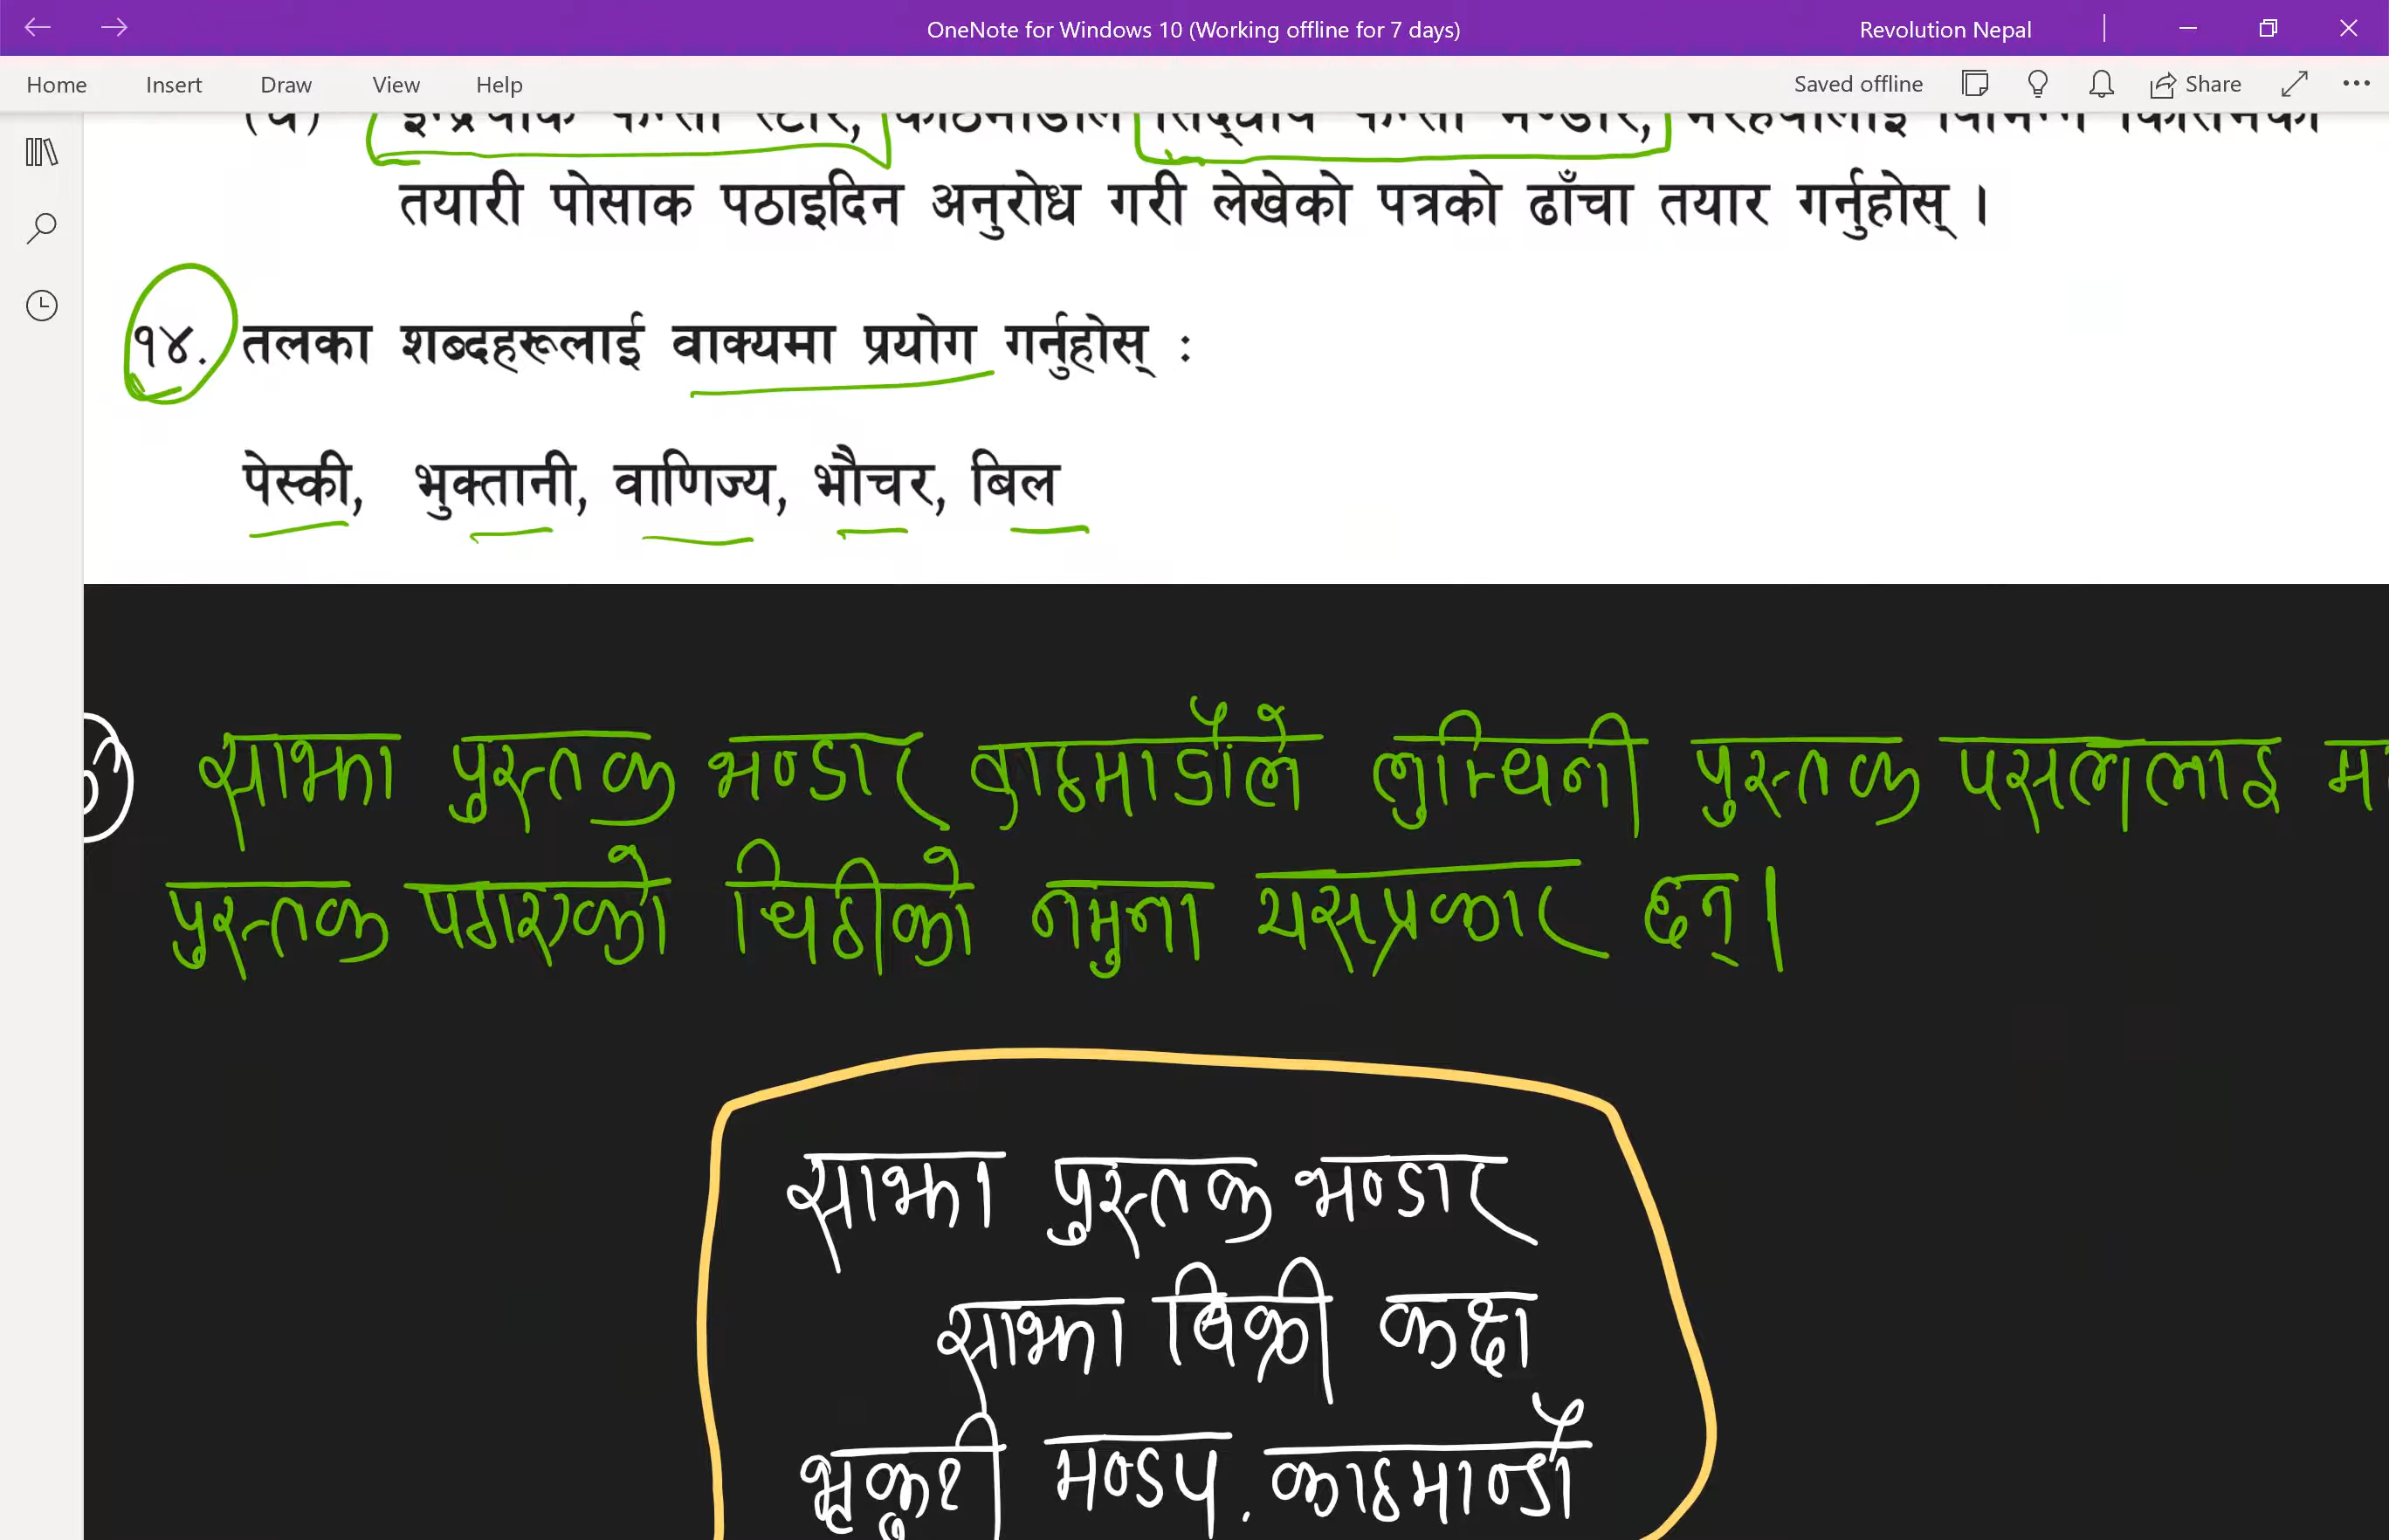 OneNote for Windows 10 (Working offline for 7 days) Revolution Nepal
Home Insert Draw View Help Saved offline Share
तयारी पोसाक पठाइदिन अनुरोध गरी लेखेको पत्रको ढाँचा तयार गर्नुहोस् ।
१४. तलका शब्दहरूलाई वाक्यमा प्रयोग गर्नुहोस् :
पेस्की, भुक्तानी, वाणिज्य, भौचर, बिल
साझा पुस्तक भण्डार काठमाडौंले लुम्बिनी पुस्तक पसललाइ
पुस्तक पठाएको चिठीको नमुना यसप्रकार छन्।
साझा पुस्तक भण्डार
साझा बिक्री कक्ष
भृकुटी मण्डप, काठमाण्डौ